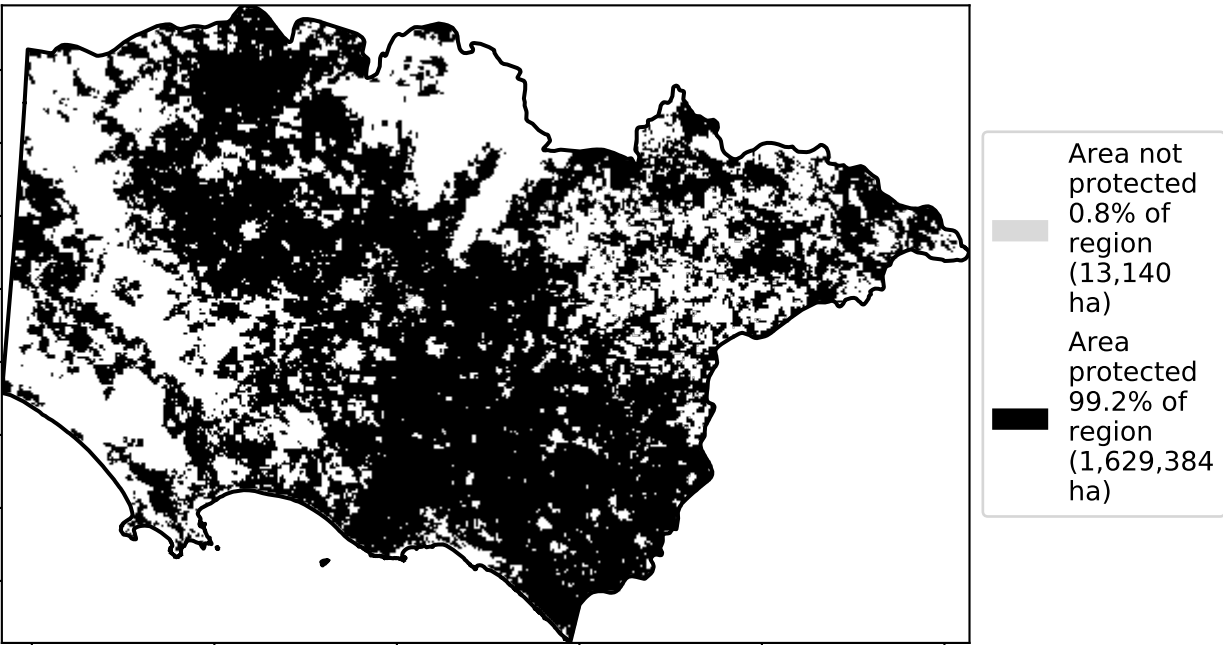 Area not
protected
0.8% of
region
(13,140
ha)
Area
protected
99.2% of
region
(1,629,384
ha)